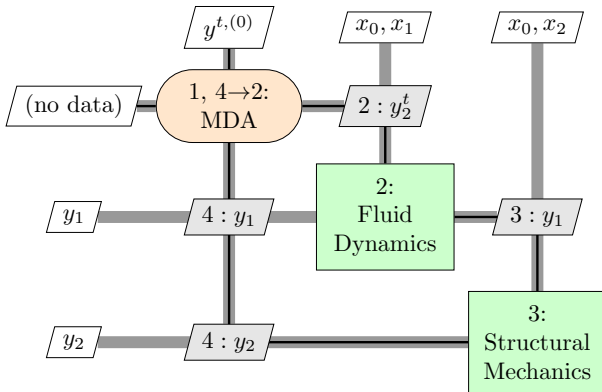 y^{t,(0)}
x_0, x_1
x_0, x_2
(no data)
1, 4→2:
MDA
2 : y_2^t
y_1
4 : y_1
2:
Fluid
Dynamics
3 : y_1
y_2
4 : y_2
3:
Structural
Mechanics